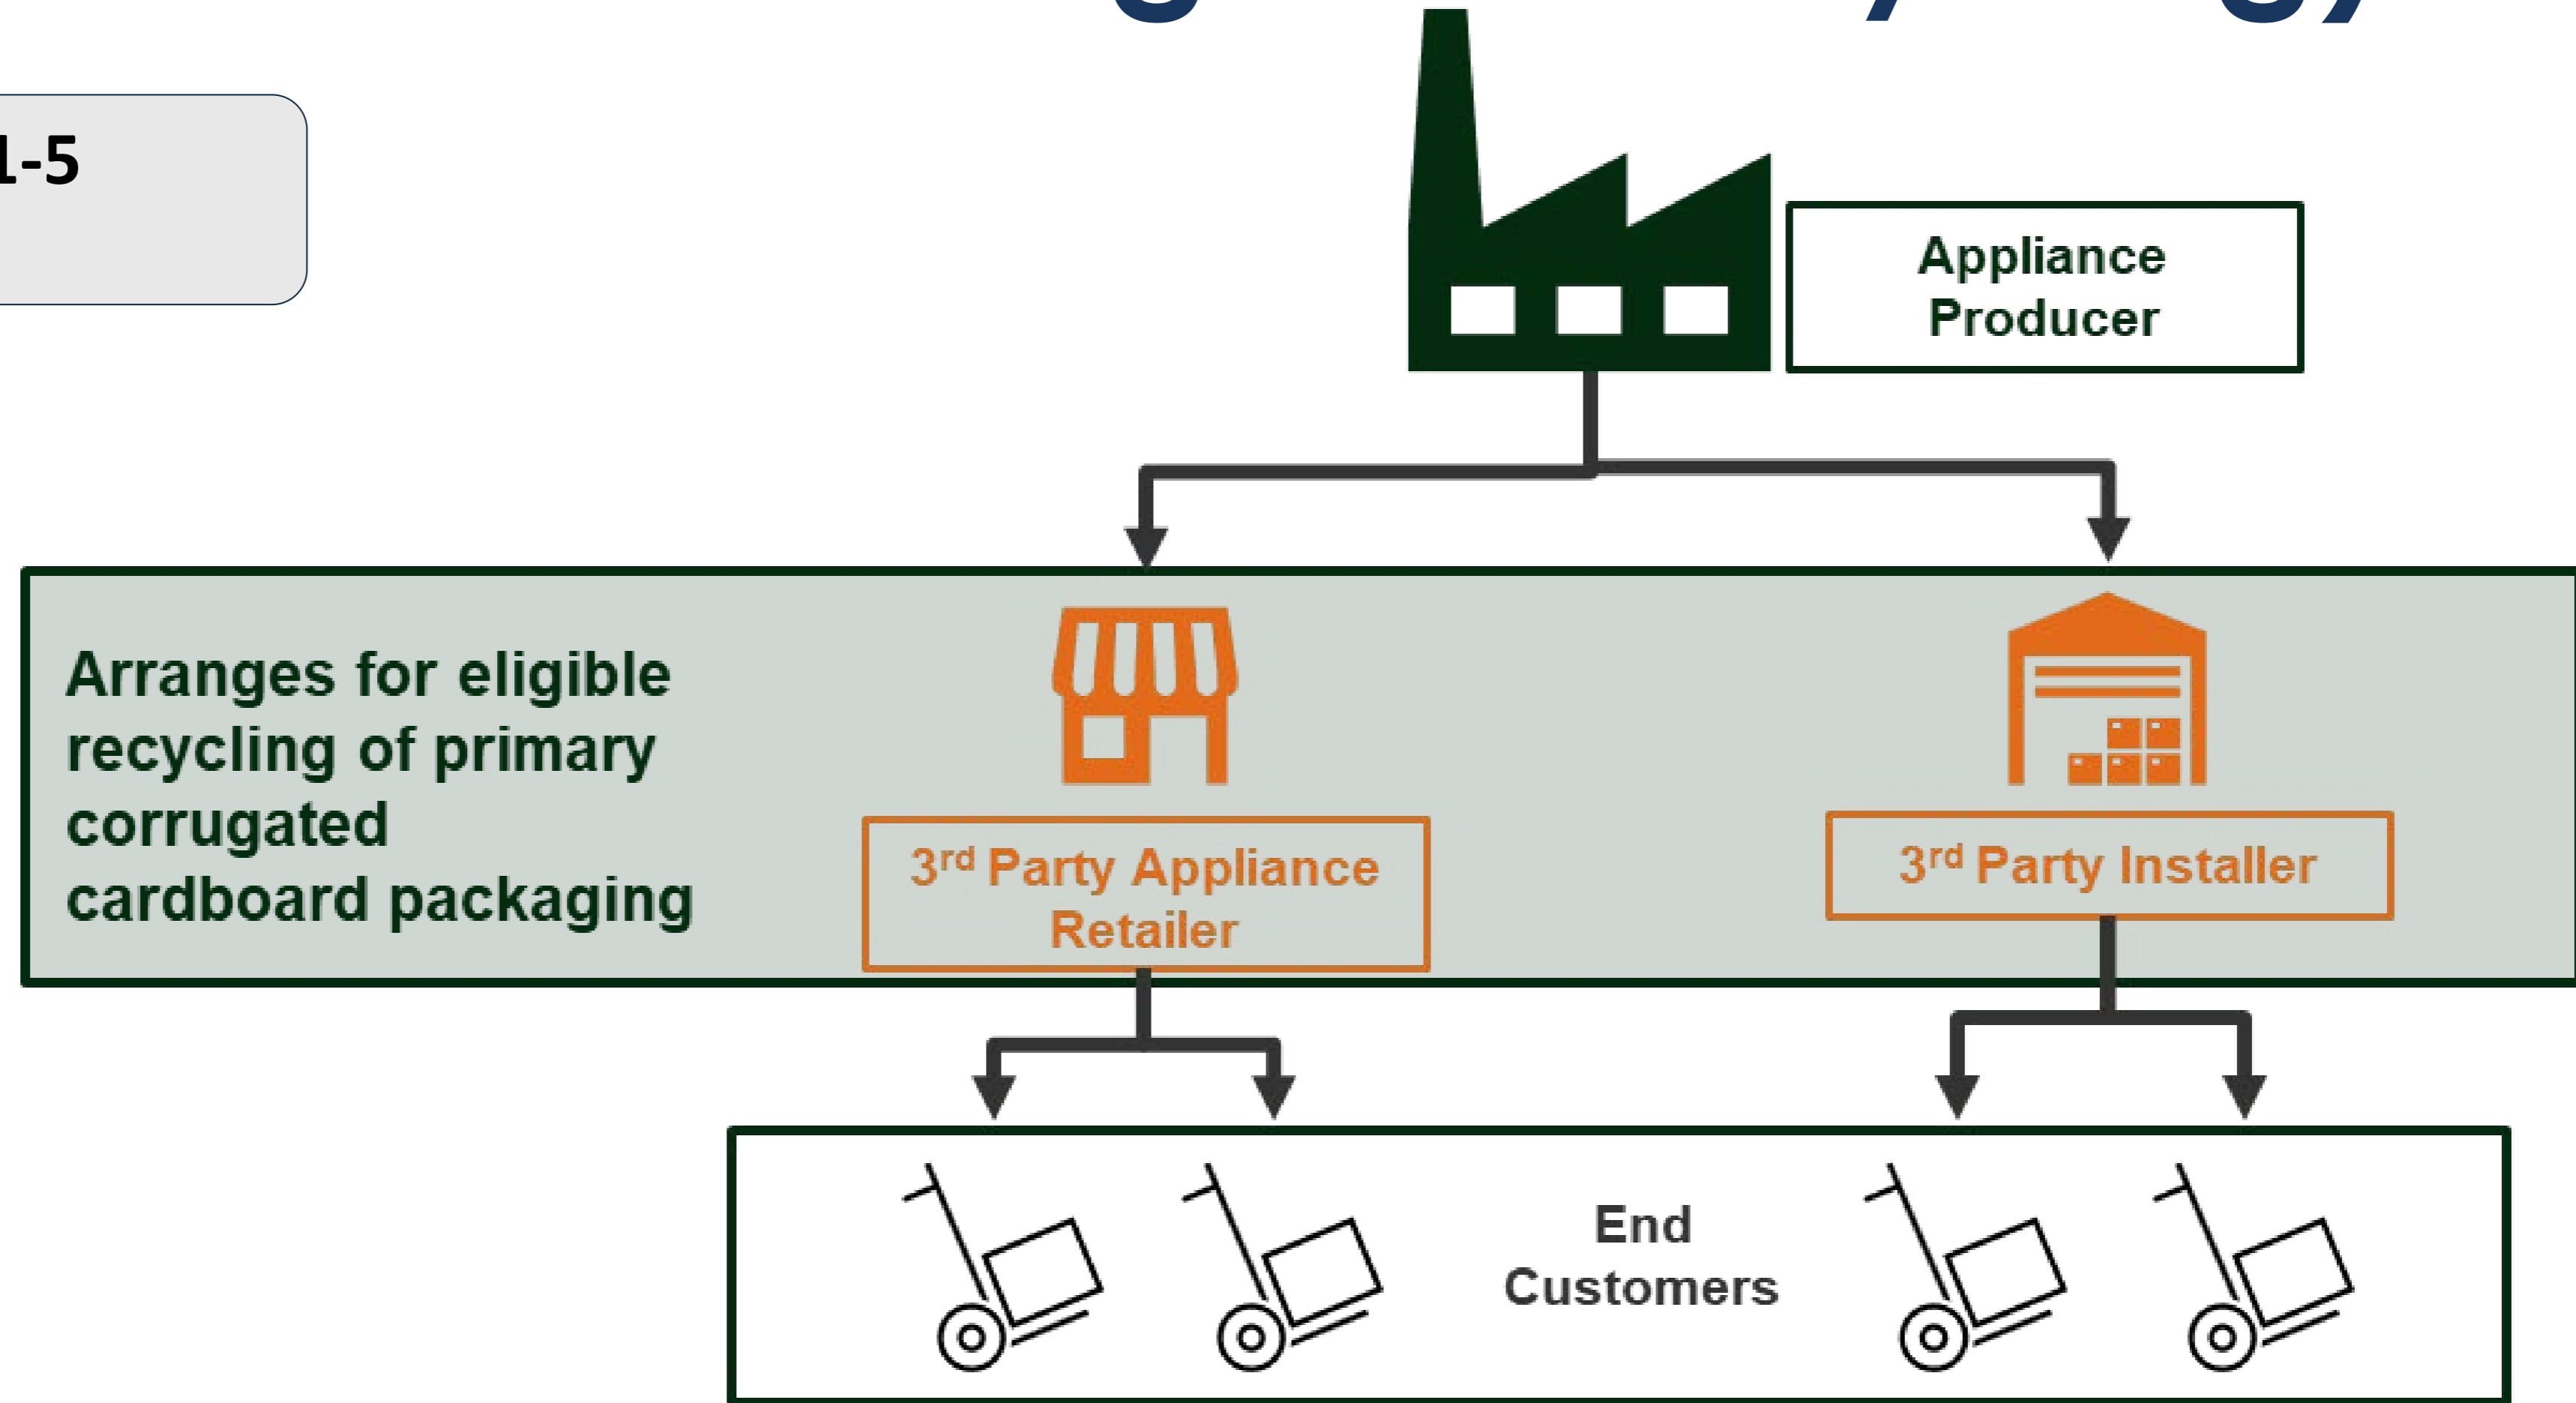 1-5
Appliance
Producer
Arranges for eligible
recycling of primary
corrugated
cardboard packaging
3rd Party Appliance
Retailer
3rd Party Installer
End
Customers